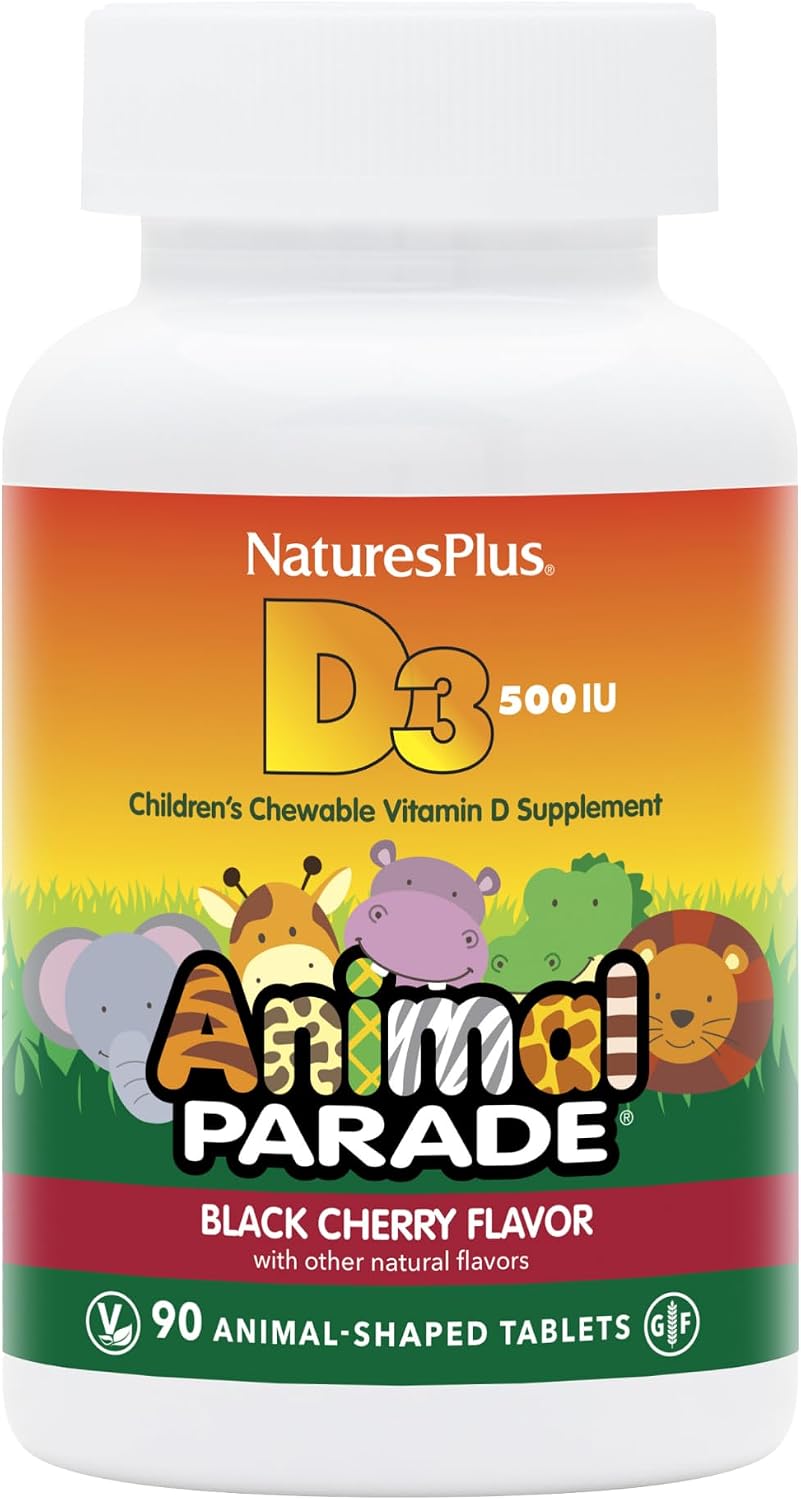 NaturesPlus®
D3 500 IU
Children's Chewable Vitamin D Supplement
Animal
PARADE®
BLACK CHERRY FLAVOR
with other natural flavors
V 90 ANIMAL-SHAPED TABLETS GF